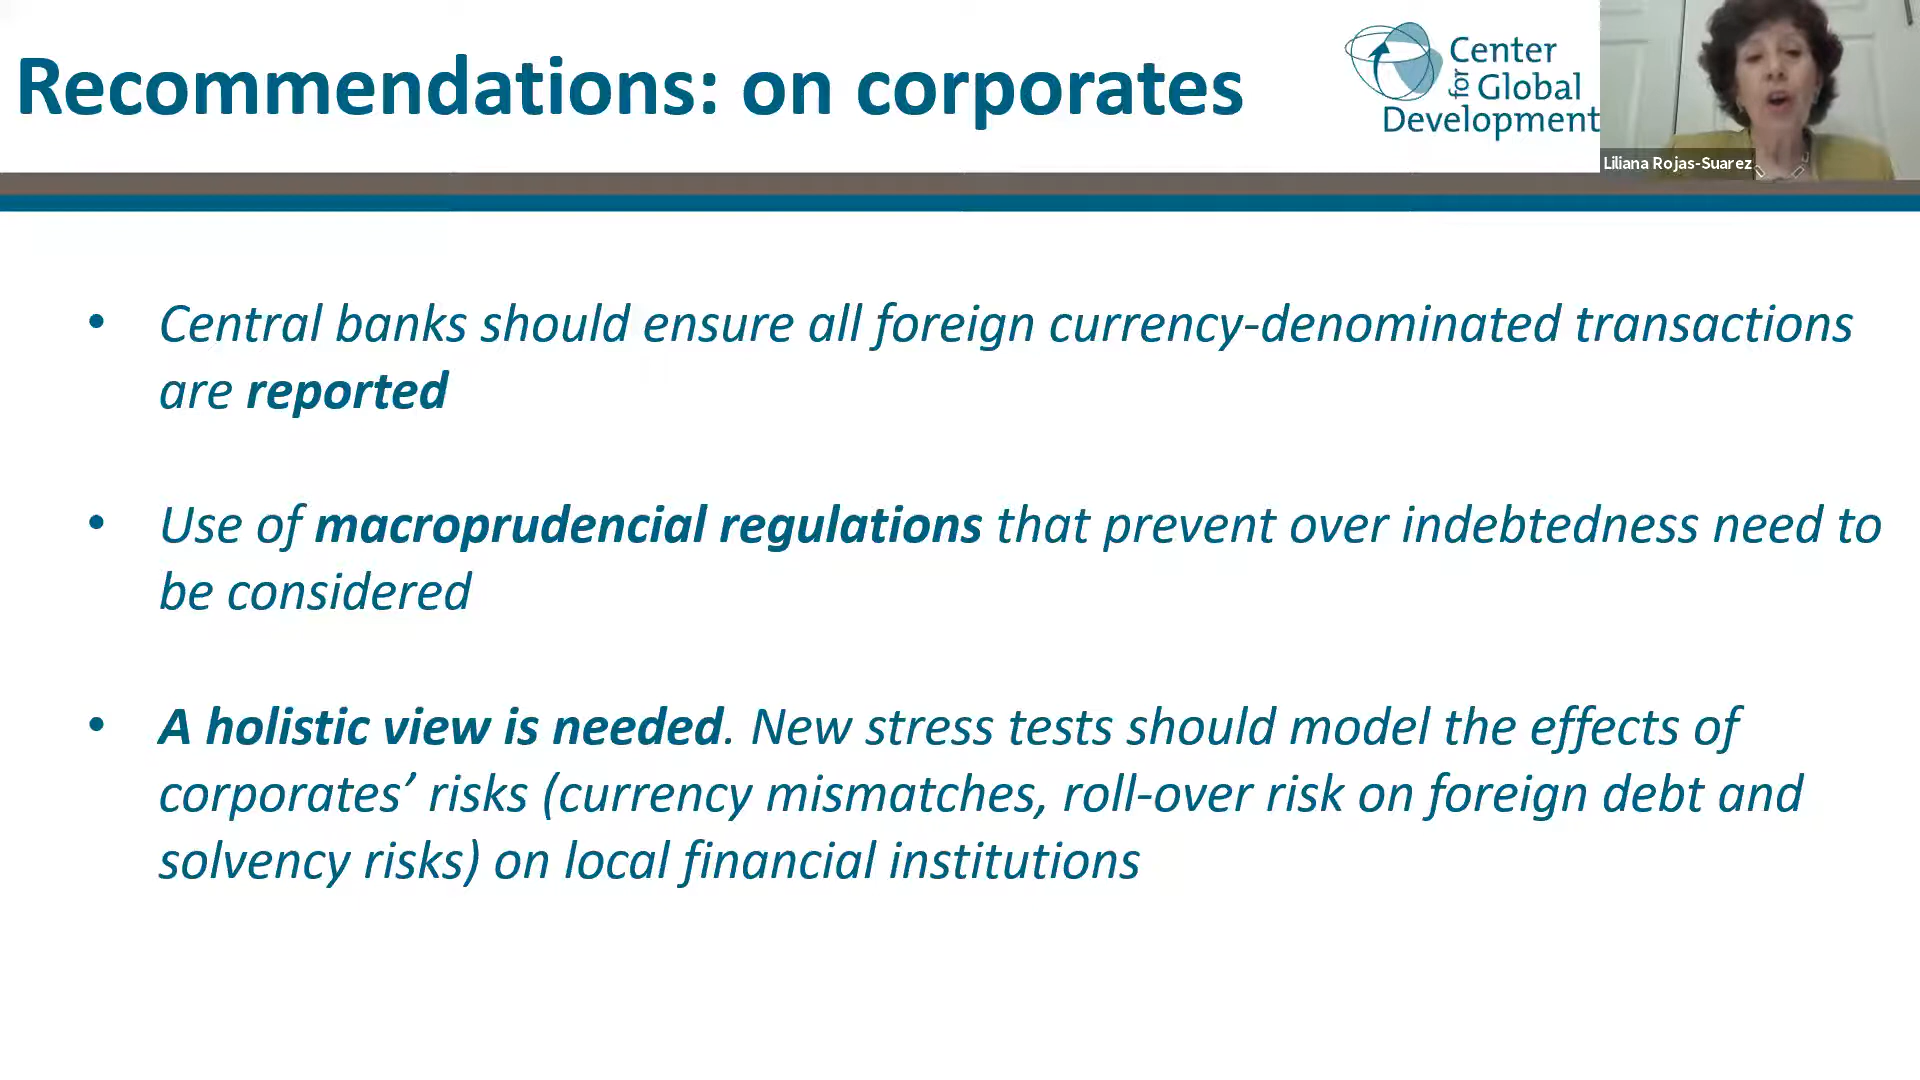 Recommendations: on corporates
Center
for Global
Development
Liliana Rojas-Suarez
• Central banks should ensure all foreign currency-denominated transactions
are reported
• Use of macroprudencial regulations that prevent over indebtedness need to
be considered
• A holistic view is needed. New stress tests should model the effects of
corporates’ risks (currency mismatches, roll-over risk on foreign debt and
solvency risks) on local financial institutions